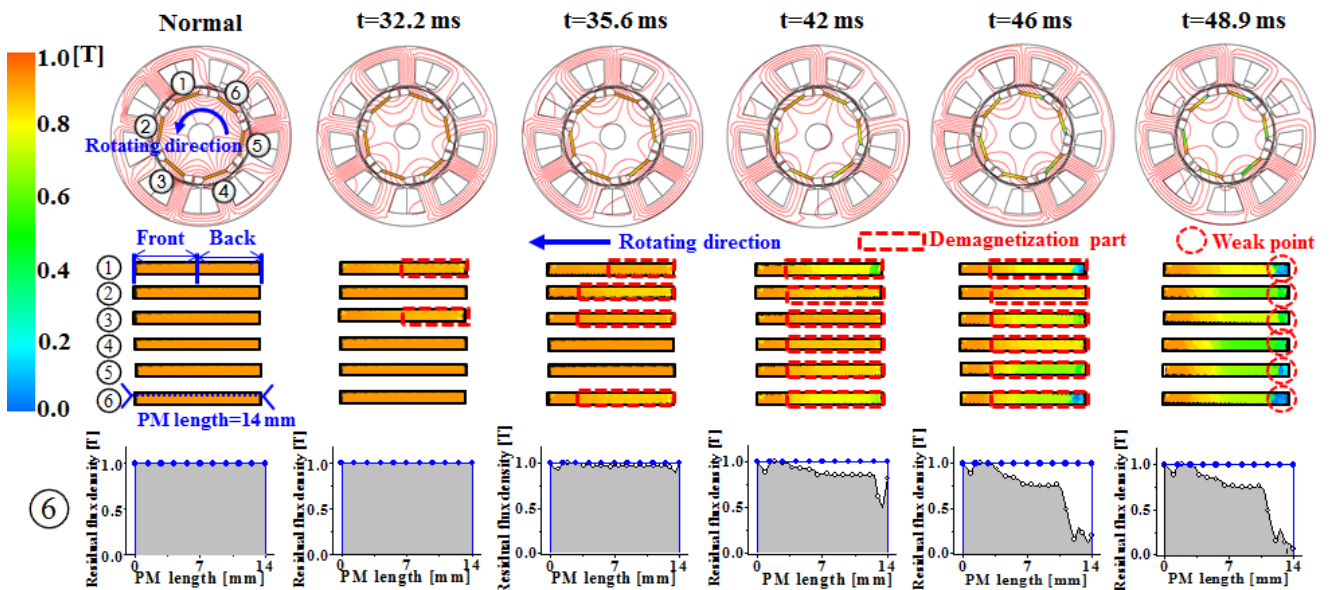 Normal
t=32.2 ms
t=35.6 ms
t=42 ms
t=46 ms
t=48.9 ms
1.0 [T]
0.8
0.6
0.4
0.2
0.0
①
⑥
②
Rotating direction
⑤
③
④
Front Back
Rotating direction
Demagnetization part
Weak point
①
②
③
④
⑤
⑥
PM length=14 mm
⑥
Residual flux density [T]
1.0
0.5
0.0
0 7 14
PM length [mm]
Residual flux density [T]
1.0
0.5
0.0
0 7 14
PM length [mm]
Residual flux density [T]
1.0
0.5
0.0
0 7 14
PM length [mm]
Residual flux density [T]
1.0
0.5
0.0
0 7 14
PM length [mm]
Residual flux density [T]
1.0
0.5
0.0
0 7 14
PM length [mm]
Residual flux density [T]
1.0
0.5
0.0
0 7 14
PM length [mm]